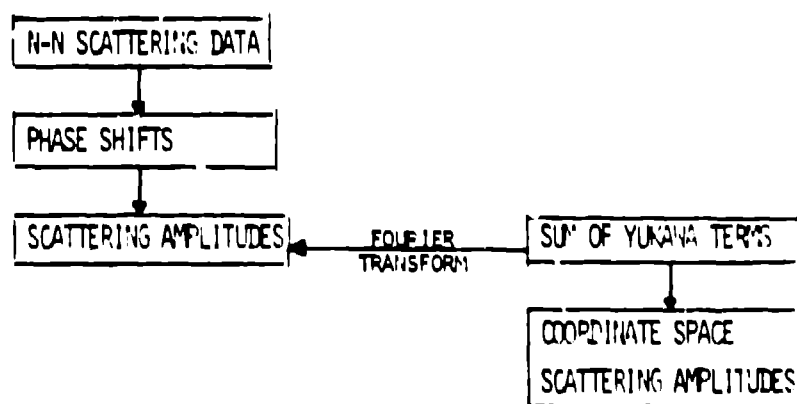 N-N SCATTERING DATA
PHASE SHIFTS
SCATTERING AMPLITUDES
FOURIER
TRANSFORM
SUM OF YUKAWA TERMS
COORDINATE SPACE
SCATTERING AMPLITUDES